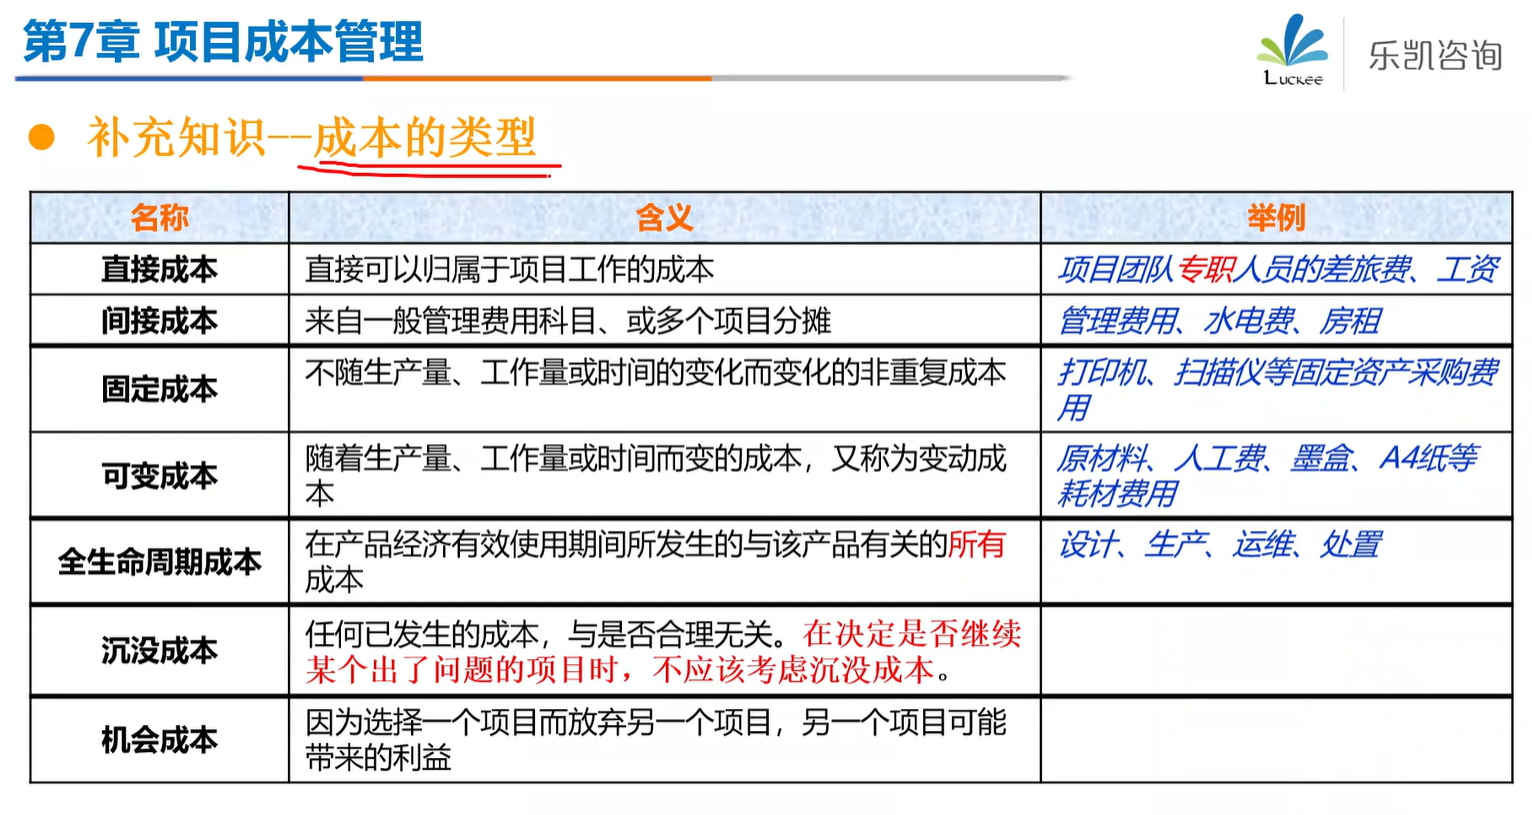 第7章 项目成本管理
Luckee
乐凯咨询
补充知识--成本的类型
名称 含义 举例
直接成本 直接可以归属于项目工作的成本 项目团队专职人员的差旅费、工资
间接成本 来自一般管理费用科目、或多个项目分摊 管理费用、水电费、房租
固定成本 不随生产量、工作量或时间的变化而变化的非重复成本 打印机、扫描仪等固定资产采购费
用
可变成本 随着生产量、工作量或时间而变的成本，又称为变动成
本
原材料、人工费、墨盒、A4纸等
耗材费用
全生命周期成本 在产品经济有效使用期间所发生的与该产品有关的所有
成本
设计、生产、运维、处置
沉没成本 任何已发生的成本，与是否合理无关。在决定是否继续
某个出了问题的项目时，不应该考虑沉没成本。
机会成本 因为选择一个项目而放弃另一个项目，另一个项目可能
带来的利益